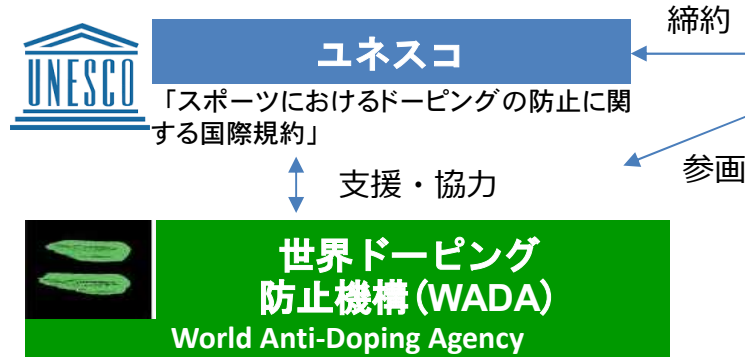 締約
UNESCO
ユネスコ
「スポーツにおけるドーピングの防止に関
する国際規約」
支援・協力
参画
世界ドーピング
防止機構(WADA)
World Anti-Doping Agency